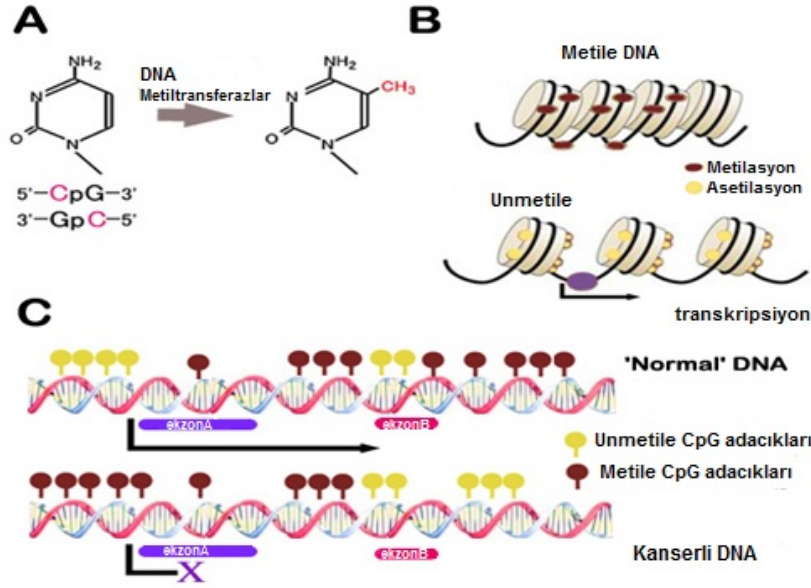 A
NH₂
N
O
N
DNA
Metiltransferazlar
NH₂
CH₃
N
O
N
5'–CpG–3'
3'–GpC–5'
B
Metile DNA
Metilasyon
Asetilasyon
Unmetile
transkripsiyon
C
'Normal' DNA
ekzonA
ekzonB
Unmetile CpG adacıkları
Metile CpG adacıkları
ekzonA
ekzonB
X
Kanserli DNA